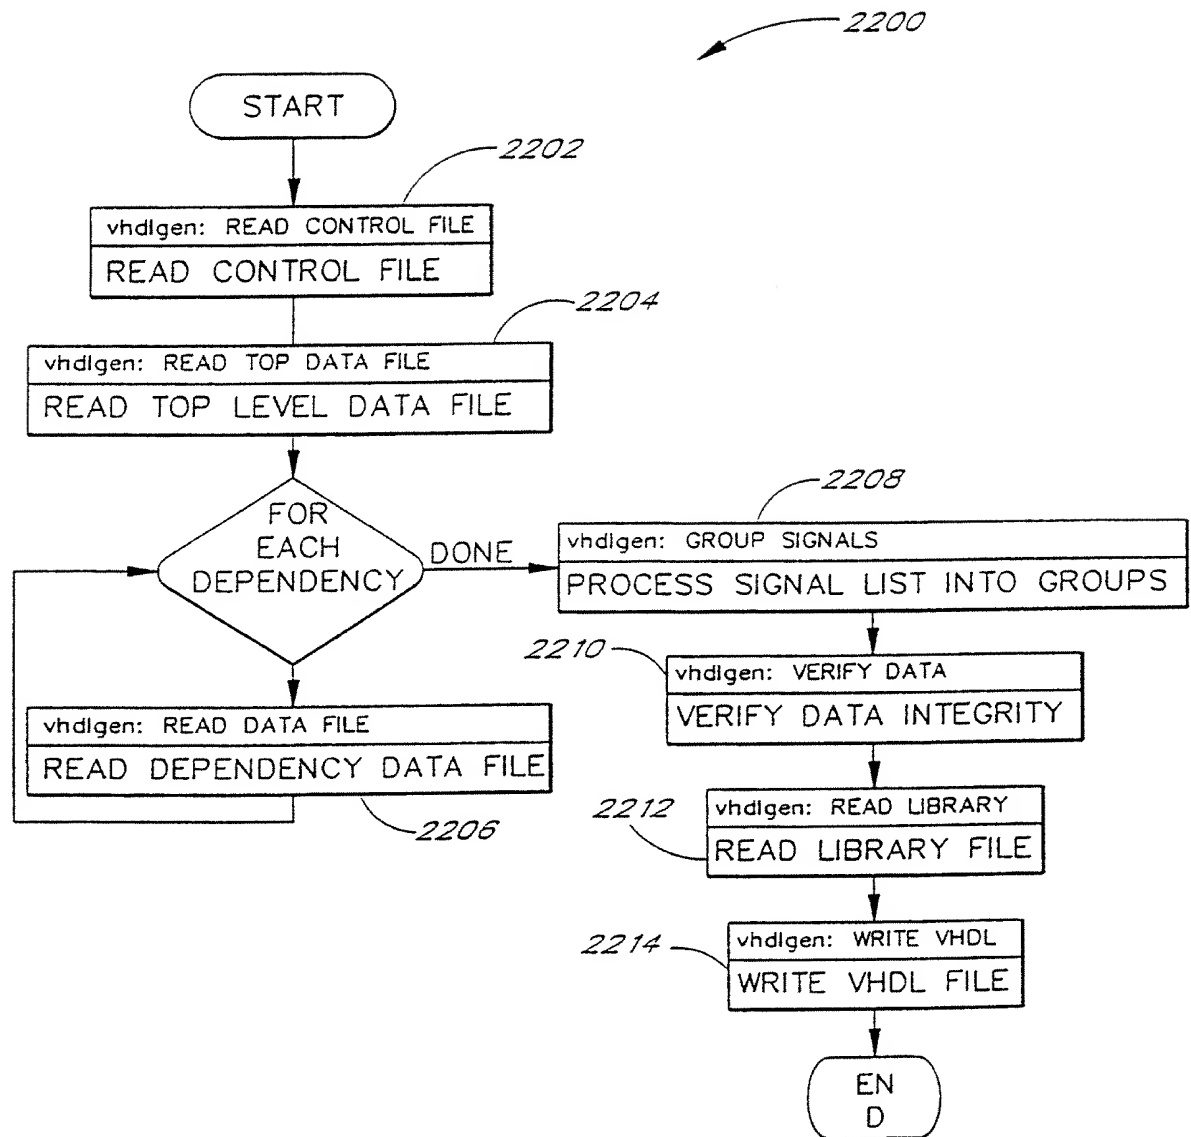 2200
START
2202
vhdlgen: READ CONTROL FILE
READ CONTROL FILE
2204
vhdlgen: READ TOP DATA FILE
READ TOP LEVEL DATA FILE
FOR
EACH
DEPENDENCY
DONE
2208
vhdlgen: GROUP SIGNALS
PROCESS SIGNAL LIST INTO GROUPS
2210
vhdlgen: VERIFY DATA
VERIFY DATA INTEGRITY
vhdlgen: READ DATA FILE
READ DEPENDENCY DATA FILE
2206
2212
vhdlgen: READ LIBRARY
READ LIBRARY FILE
2214
vhdlgen: WRITE VHDL
WRITE VHDL FILE
EN
D